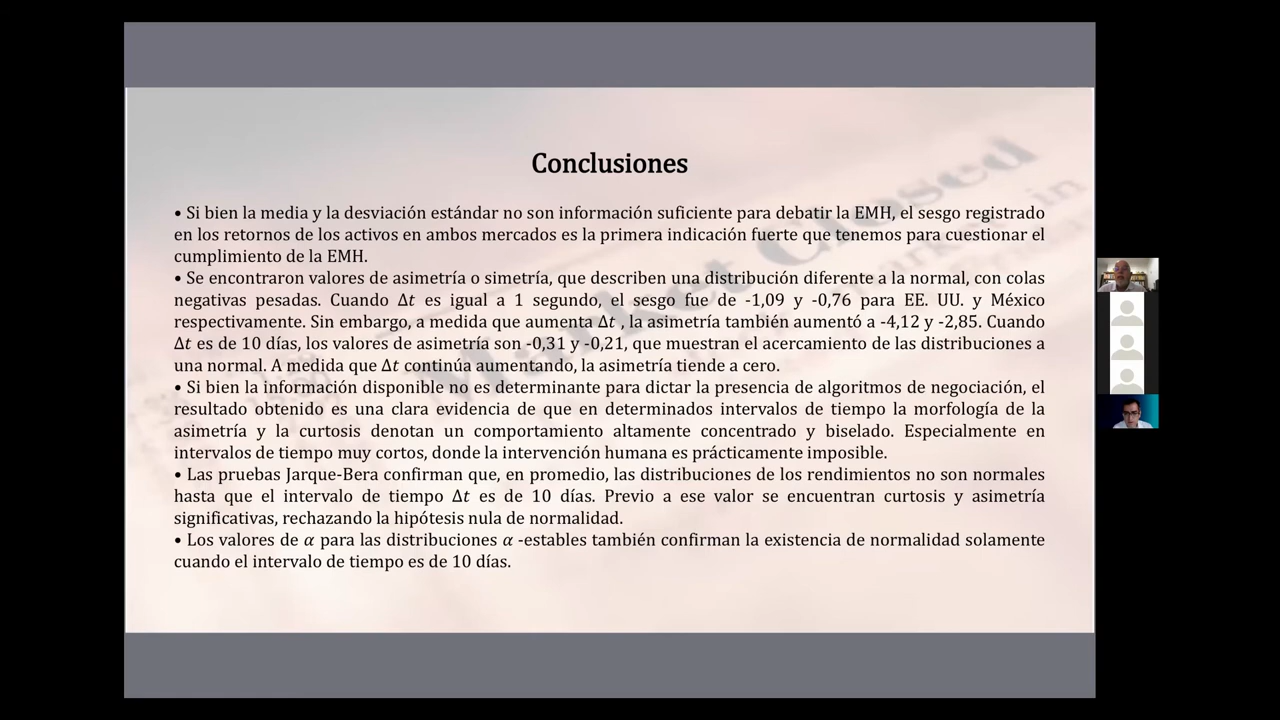 Conclusiones
• Si bien la media y la desviación estándar no son información suficiente para debatir la EMH, el sesgo registrado
en los retornos de los activos en ambos mercados es la primera indicación fuerte que tenemos para cuestionar el
cumplimiento de la EMH.
• Se encontraron valores de asimetría o simetría, que describen una distribución diferente a la normal, con colas
negativas pesadas. Cuando Δt es igual a 1 segundo, el sesgo fue de -1,09 y -0,76 para EE. UU. y México
respectivamente. Sin embargo, a medida que aumenta Δt , la asimetría también aumentó a -4,12 y -2,85. Cuando
Δt es de 10 días, los valores de asimetría son -0,31 y -0,21, que muestran el acercamiento de las distribuciones a
una normal. A medida que Δt continúa aumentando, la asimetría tiende a cero.
• Si bien la información disponible no es determinante para dictar la presencia de algoritmos de negociación, el
resultado obtenido es una clara evidencia de que en determinados intervalos de tiempo la morfología de la
asimetría y la curtosis denotan un comportamiento altamente concentrado y biselado. Especialmente en
intervalos de tiempo muy cortos, donde la intervención humana es prácticamente imposible.
• Las pruebas Jarque-Bera confirman que, en promedio, las distribuciones de los rendimientos no son normales
hasta que el intervalo de tiempo Δt es de 10 días. Previo a ese valor se encuentran curtosis y asimetría
significativas, rechazando la hipótesis nula de normalidad.
• Los valores de α para las distribuciones α -estables también confirman la existencia de normalidad solamente
cuando el intervalo de tiempo es de 10 días.
Market Closed